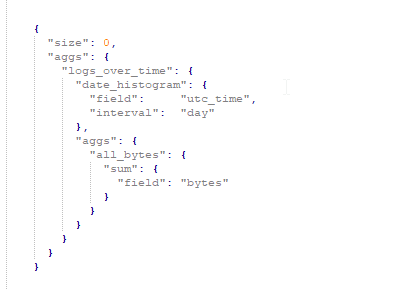 {
  "size": 0,
  "aggs": {
    "logs_over_time": {
      "date_histogram": {
        "field":     "utc_time",
        "interval":  "day"
      },
      "aggs": {
        "all_bytes": {
          "sum": {
            "field": "bytes"
          }
        }
      }
    }
  }
}